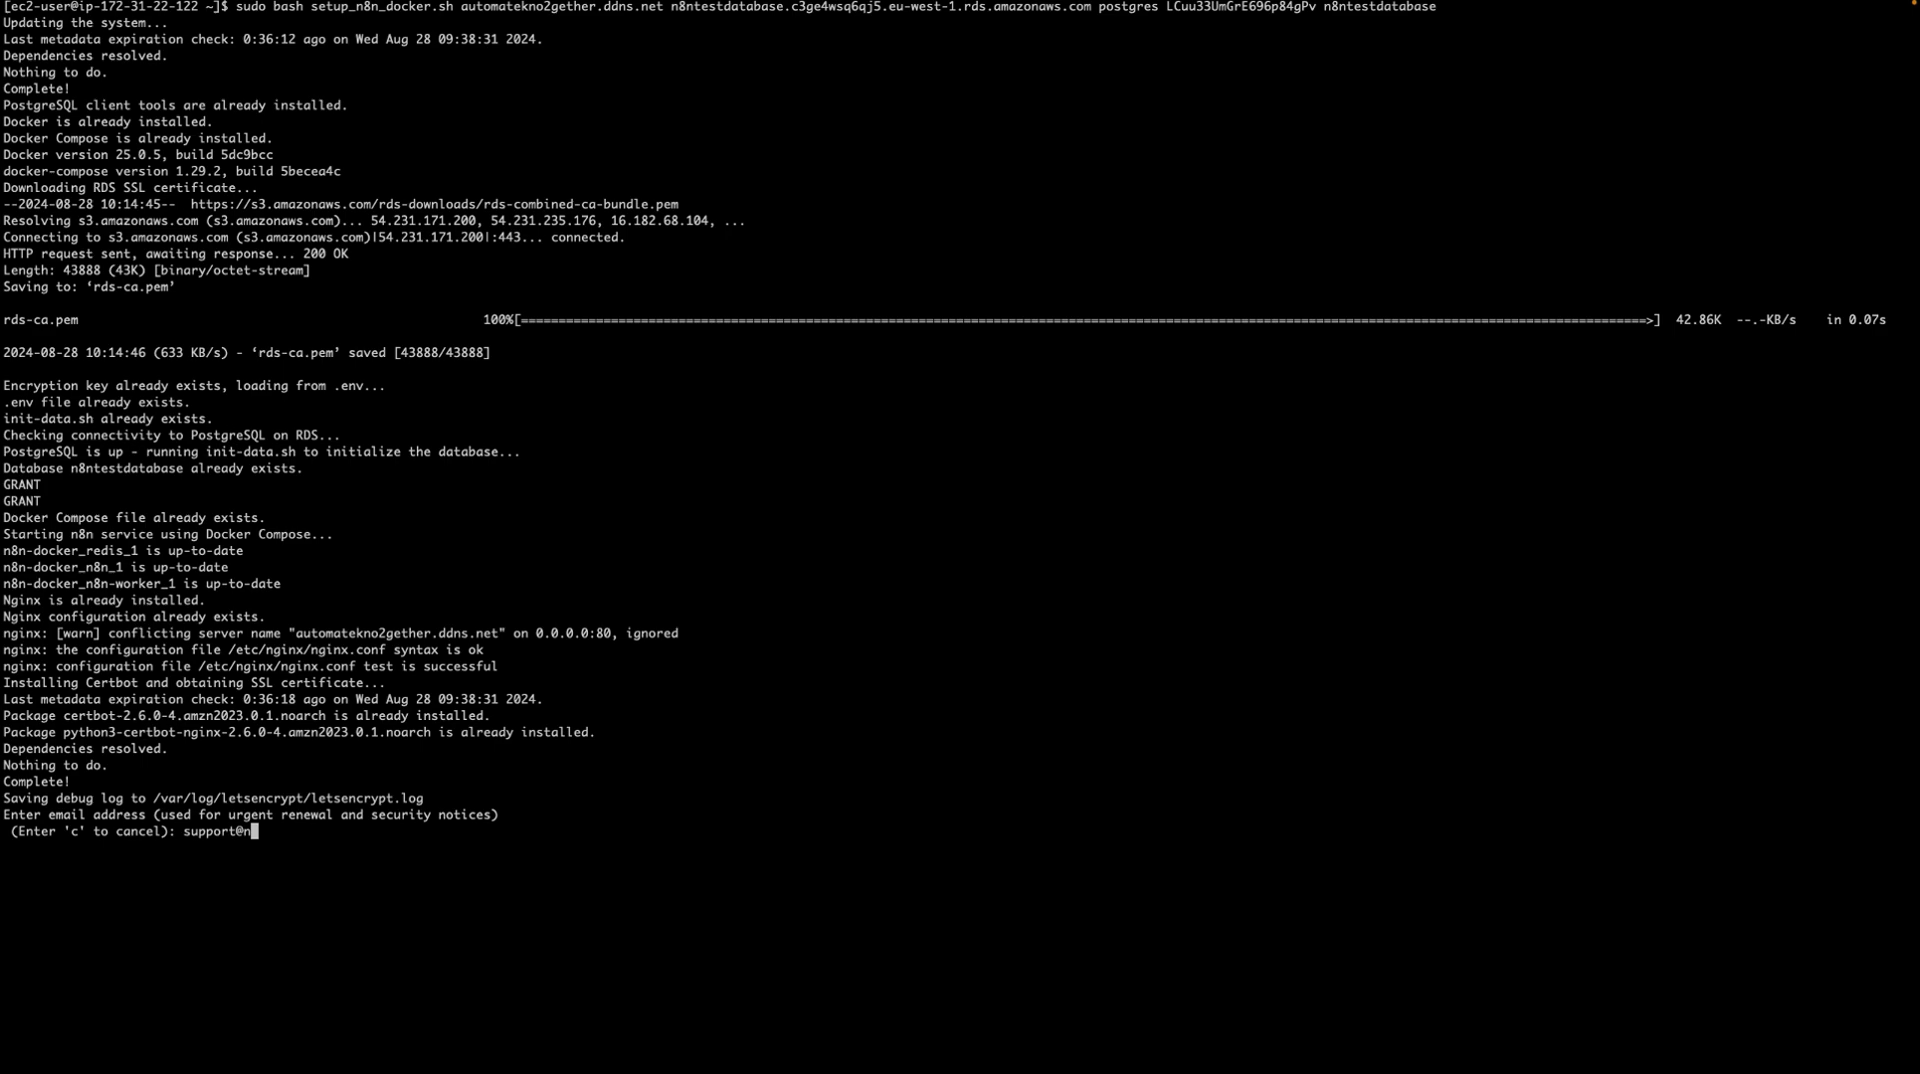 [ec2-user@ip-172-31-22-122 ~]$ sudo bash setup_n8n_docker.sh automatekno2gether.ddns.net n8ntestdatabase.c3ge4wsq6qj5.eu-west-1.rds.amazonaws.com postgres LCuu33UmGrE696p84gPv n8ntestdatabase
Updating the system...
Last metadata expiration check: 0:36:12 ago on Wed Aug 28 09:38:31 2024.
Dependencies resolved.
Nothing to do.
Complete!
PostgreSQL client tools are already installed.
Docker is already installed.
Docker Compose is already installed.
Docker version 25.0.5, build 5dc9bcc
docker-compose version 1.29.2, build 5becea4c
Downloading RDS SSL certificate...
--2024-08-28 10:14:45--  https://s3.amazonaws.com/rds-downloads/rds-combined-ca-bundle.pem
Resolving s3.amazonaws.com (s3.amazonaws.com)... 54.231.171.200, 54.231.235.176, 16.182.68.104, ...
Connecting to s3.amazonaws.com (s3.amazonaws.com)|54.231.171.200|:443... connected.
HTTP request sent, awaiting response... 200 OK
Length: 43888 (43K) [binary/octet-stream]
Saving to: ‘rds-ca.pem’
rds-ca.pem 100%[=====================================================================>] 42.86K --.-KB/s in 0.07s
2024-08-28 10:14:46 (633 KB/s) - ‘rds-ca.pem’ saved [43888/43888]
Encryption key already exists, loading from .env...
.env file already exists.
init-data.sh already exists.
Checking connectivity to PostgreSQL on RDS...
PostgreSQL is up - running init-data.sh to initialize the database...
Database n8ntestdatabase already exists.
GRANT
GRANT
Docker Compose file already exists.
Starting n8n service using Docker Compose...
n8n-docker_redis_1 is up-to-date
n8n-docker_n8n_1 is up-to-date
n8n-docker_n8n-worker_1 is up-to-date
Nginx is already installed.
Nginx configuration already exists.
nginx: [warn] conflicting server name "automatekno2gether.ddns.net" on 0.0.0.0:80, ignored
nginx: the configuration file /etc/nginx/nginx.conf syntax is ok
nginx: configuration file /etc/nginx/nginx.conf test is successful
Installing Certbot and obtaining SSL certificate...
Last metadata expiration check: 0:36:18 ago on Wed Aug 28 09:38:31 2024.
Package certbot-2.6.0-4.amzn2023.0.1.noarch is already installed.
Package python3-certbot-nginx-2.6.0-4.amzn2023.0.1.noarch is already installed.
Dependencies resolved.
Nothing to do.
Complete!
Saving debug log to /var/log/letsencrypt/letsencrypt.log
Enter email address (used for urgent renewal and security notices)
(Enter 'c' to cancel): support@n